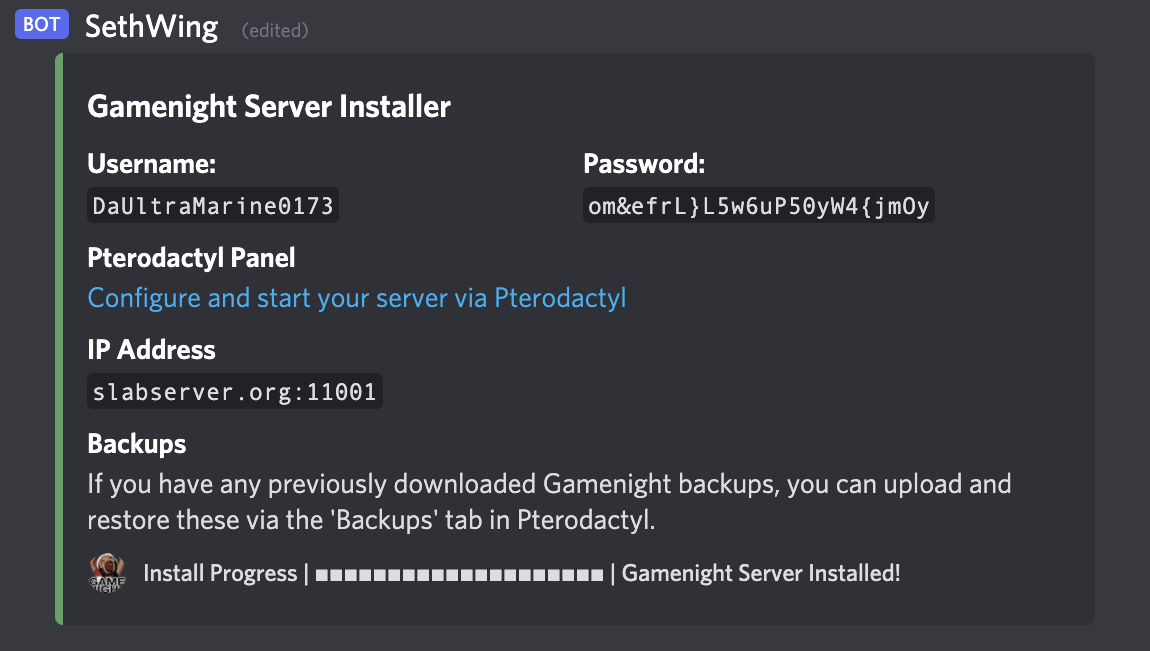 BOT SethWing (edited)
Gamenight Server Installer
Username: Password:
DaUltraMarine0173 om&efrL}L5w6uP50yW4{jmOy
Pterodactyl Panel
Configure and start your server via Pterodactyl
IP Address
slabserver.org:11001
Backups
If you have any previously downloaded Gamenight backups, you can upload and
restore these via the 'Backups' tab in Pterodactyl.
GAME
NIGHT
Install Progress | ■■■■■■■■■■■■■■■■■■■■ | Gamenight Server Installed!